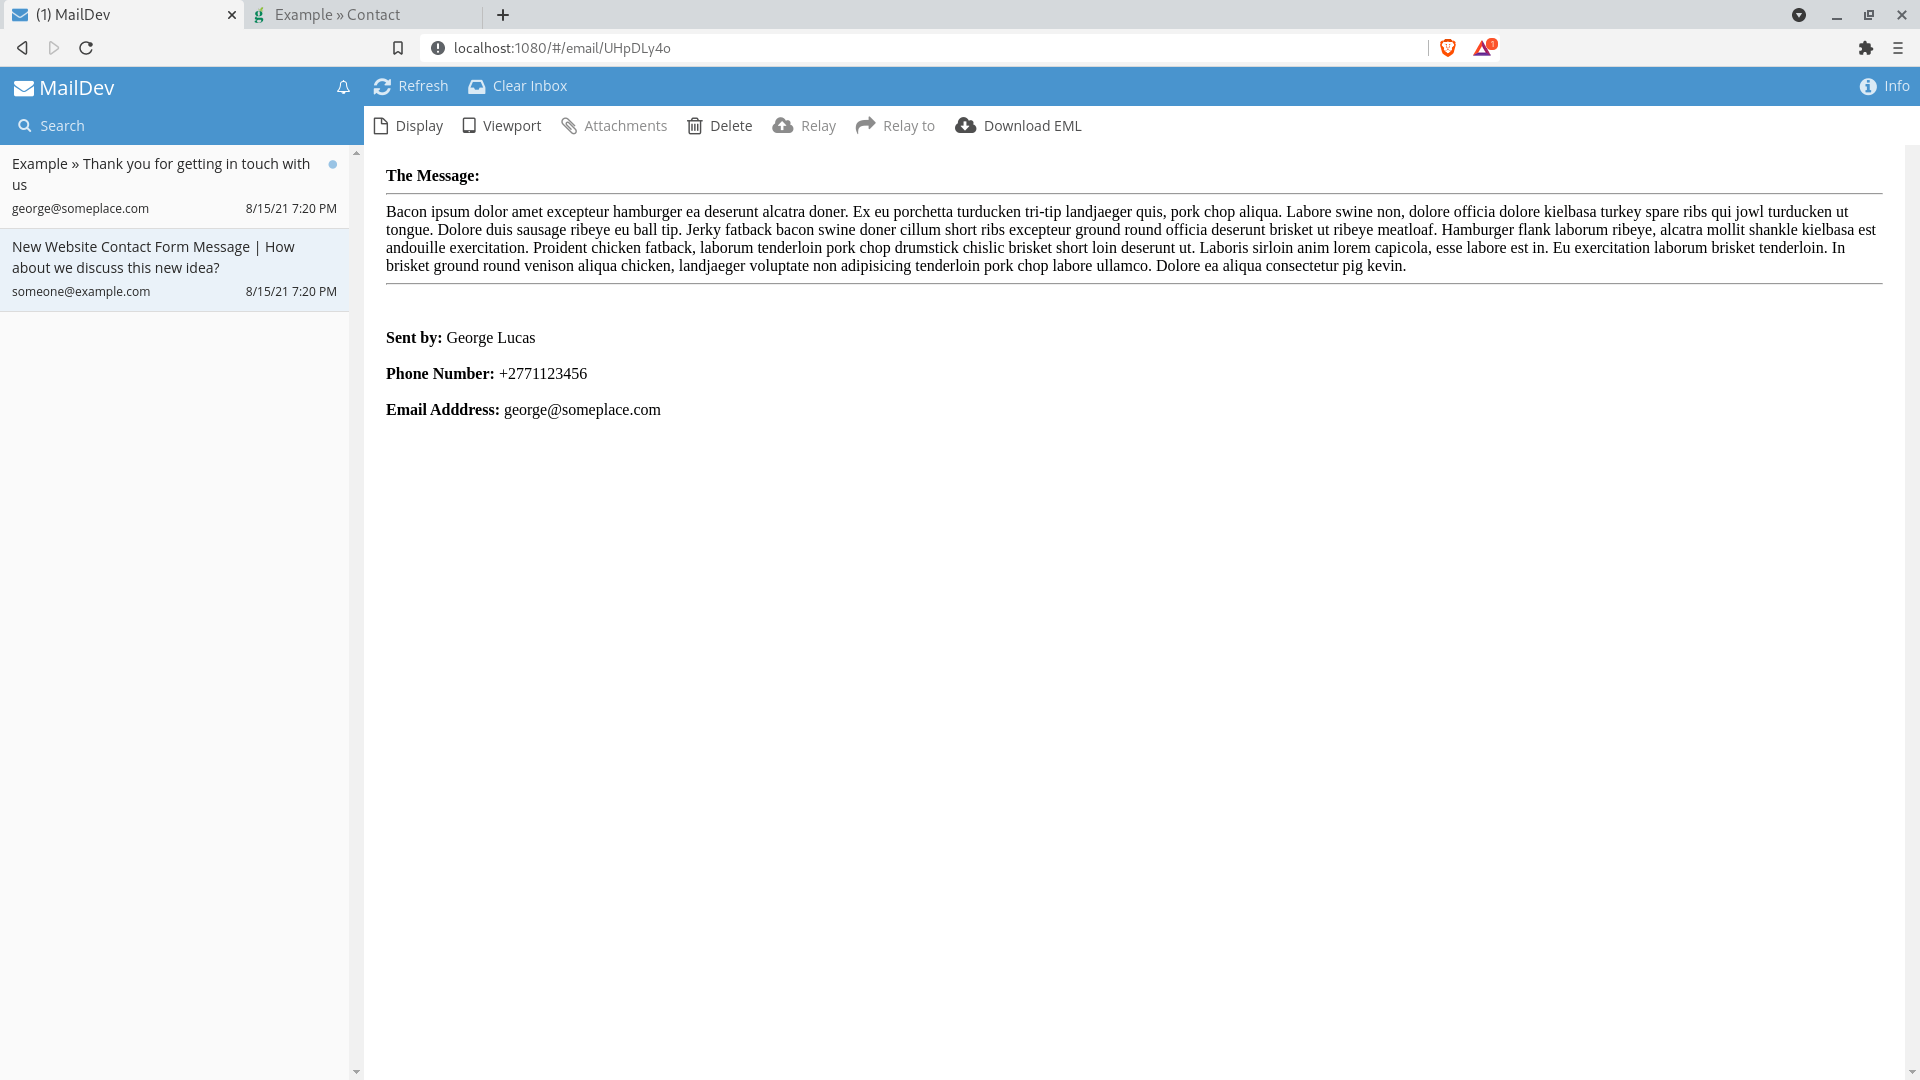 (1) MailDev
Example » Contact
localhost:1080/#/email/UHpDLy4o
1
MailDev
Refresh
Clear Inbox
Info
Search
Display
Viewport
Attachments
Delete
Relay
Relay to
Download EML
Example » Thank you for getting in touch with
us
george@someplace.com 8/15/21 7:20 PM
New Website Contact Form Message | How
about we discuss this new idea?
someone@example.com 8/15/21 7:20 PM
The Message:
Bacon ipsum dolor amet excepteur hamburger ea deserunt alcatra doner. Ex eu porchetta turducken tri-tip landjaeger quis, pork chop aliqua. Labore swine non, dolore officia dolore kielbasa turkey spare ribs qui jowl turducken ut
tongue. Dolore duis sausage ribeye eu ball tip. Jerky fatback bacon swine doner cillum short ribs excepteur ground round officia deserunt brisket ut ribeye meatloaf. Hamburger flank laborum ribeye, alcatra mollit shankle kielbasa est
andouille exercitation. Proident chicken fatback, laborum tenderloin pork chop drumstick chislic brisket short loin deserunt ut. Laboris sirloin anim lorem capicola, esse labore est in. Eu exercitation laborum brisket tenderloin. In
brisket ground round venison aliqua chicken, landjaeger voluptate non adipisicing tenderloin pork chop labore ullamco. Dolore ea aliqua consectetur pig kevin.
Sent by: George Lucas
Phone Number: +2771123456
Email Adddress: george@someplace.com